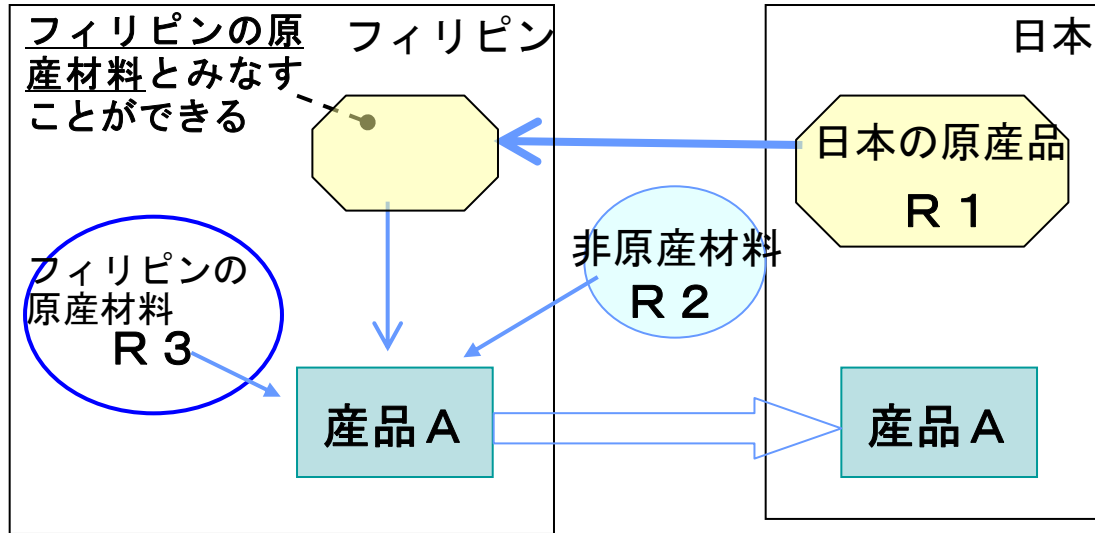 フィリピンの原
産材料とみなす
ことができる
フィリピン
日本
日本の原産品
Ｒ１
非原産材料
Ｒ２
フィリピンの
原産材料
Ｒ３
産品Ａ
産品Ａ